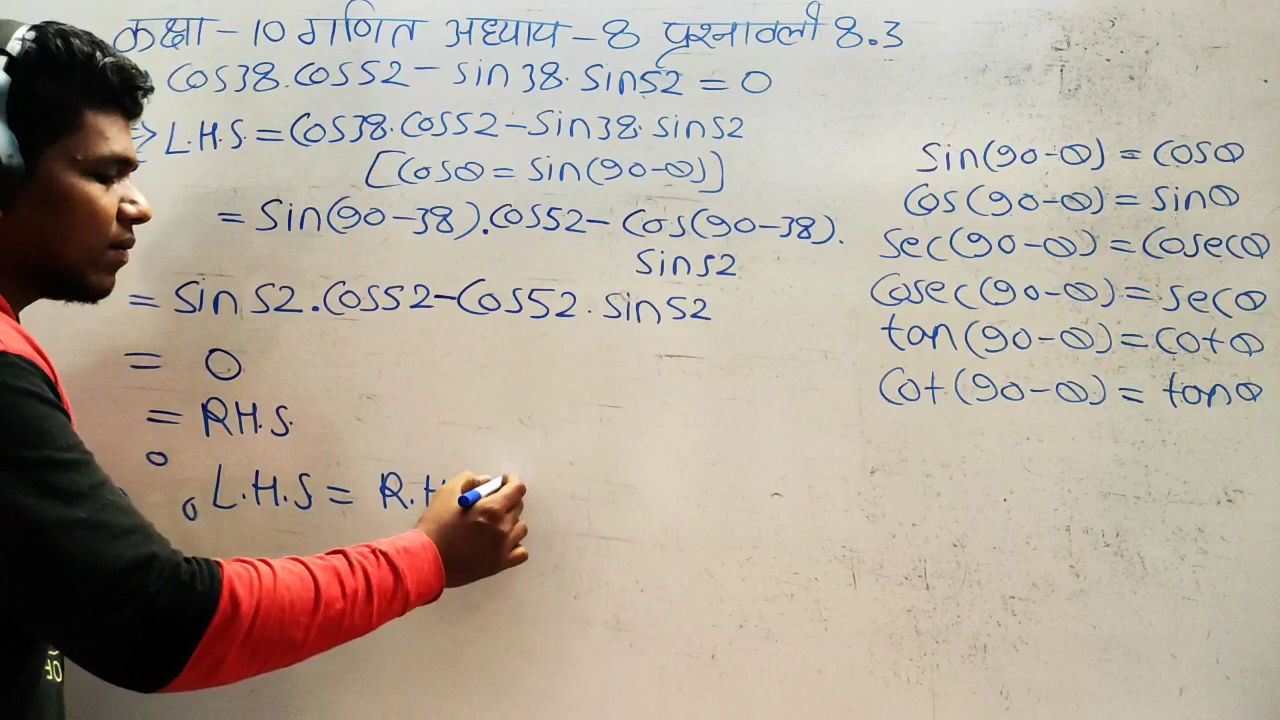 कक्षा - 10 गणित अध्याय - 8 प्रश्नावली 8.3
Cos38.Cos52 - sin38.Sin52 = 0
⇒ L.H.S. = Cos38.Cos52 - Sin38.sin52
[Cosθ = Sin(90-θ)]
= Sin(90-38).Cos52 - Cos(90-38).
Sin52
= Sin52.Cos52 - Cos52.Sin52
= 0
= RH.S.
L.H.S = R.H
Sin(90-θ) = Cosθ
Cos(90-θ) = Sinθ
Sec(90-θ) = Cosecθ
Cosec(90-θ) = Secθ
tan(90-θ) = Cotθ
Cot(90-θ) = tanθ
OF